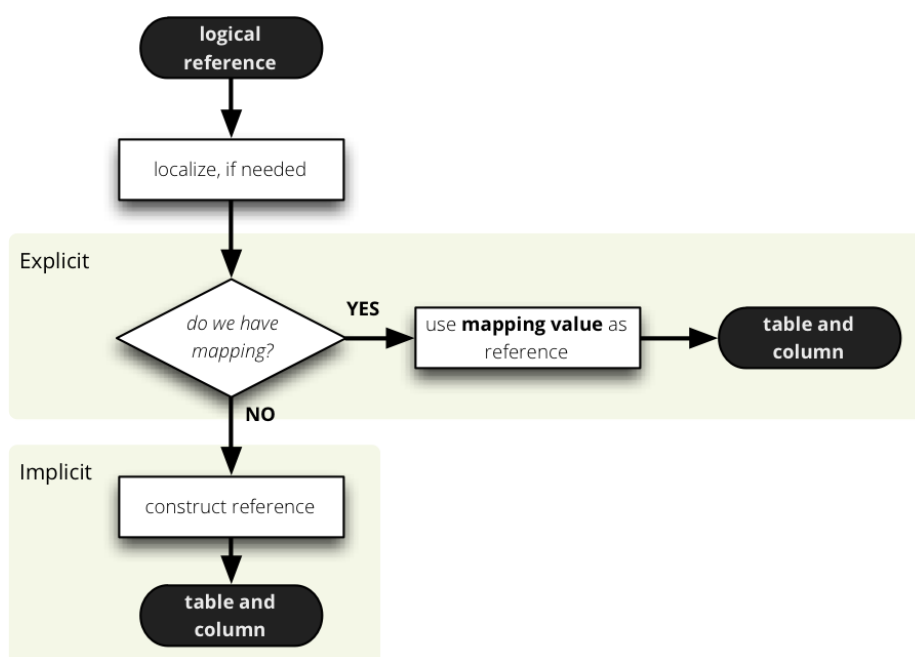 logical
reference
localize, if needed
Explicit
do we have
mapping?
YES
use mapping value as
reference
table and
column
NO
Implicit
construct reference
table and
column